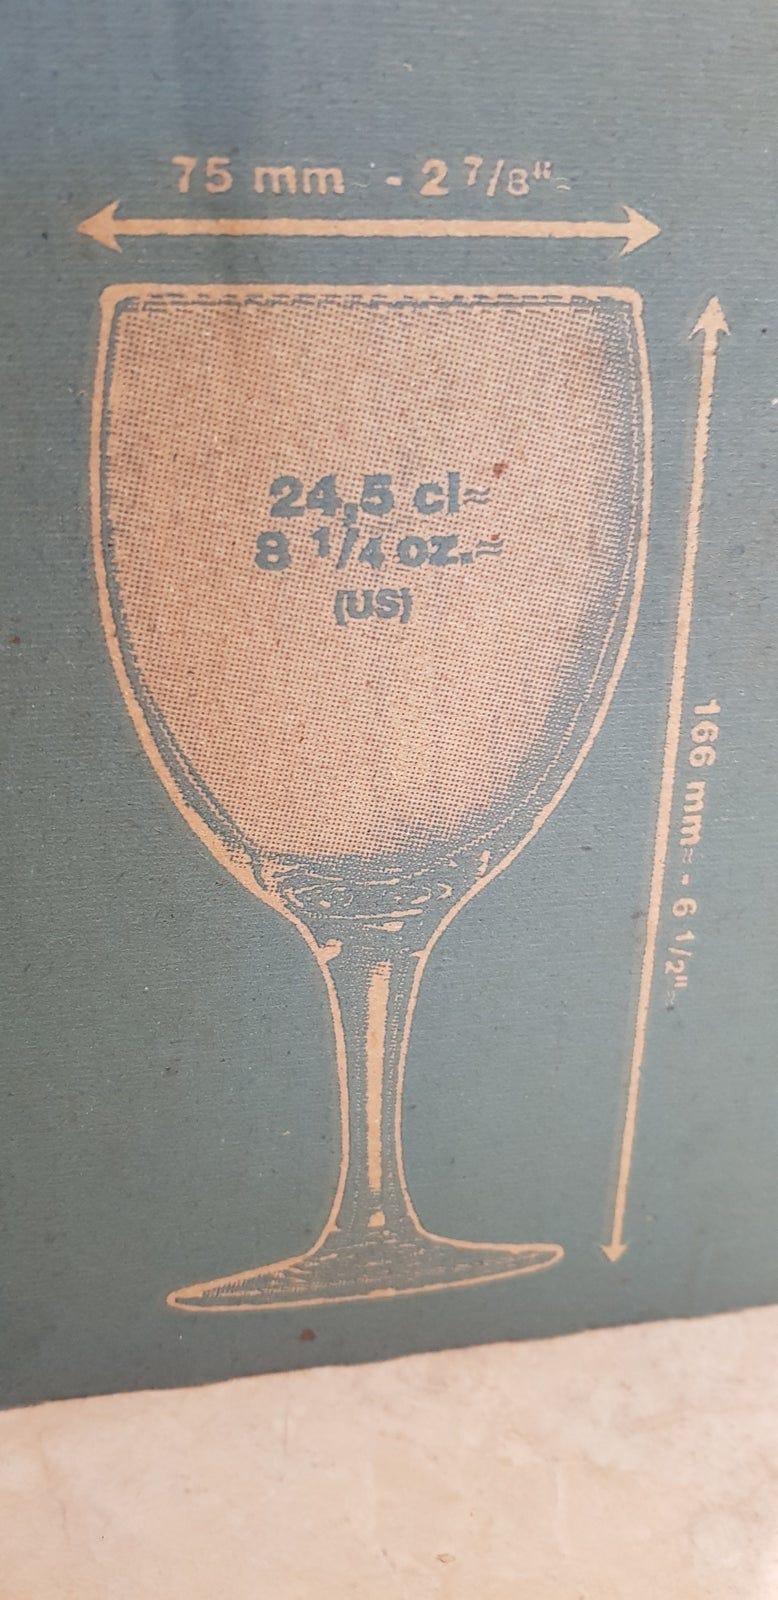 75 mm≈ - 2 7/8"≈
24,5 cl≈
8 1/4 oz.≈
(US)
166 mm≈ - 6 1/2"≈